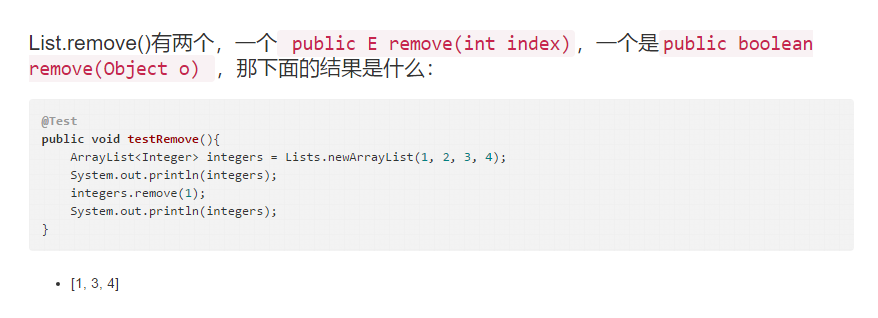 List.remove()有两个，一个 public E remove(int index)，一个是public boolean
remove(Object o) ，那下面的结果是什么：
@Test
public void testRemove(){
    ArrayList<Integer> integers = Lists.newArrayList(1, 2, 3, 4);
    System.out.println(integers);
    integers.remove(1);
    System.out.println(integers);
}
• [1, 3, 4]